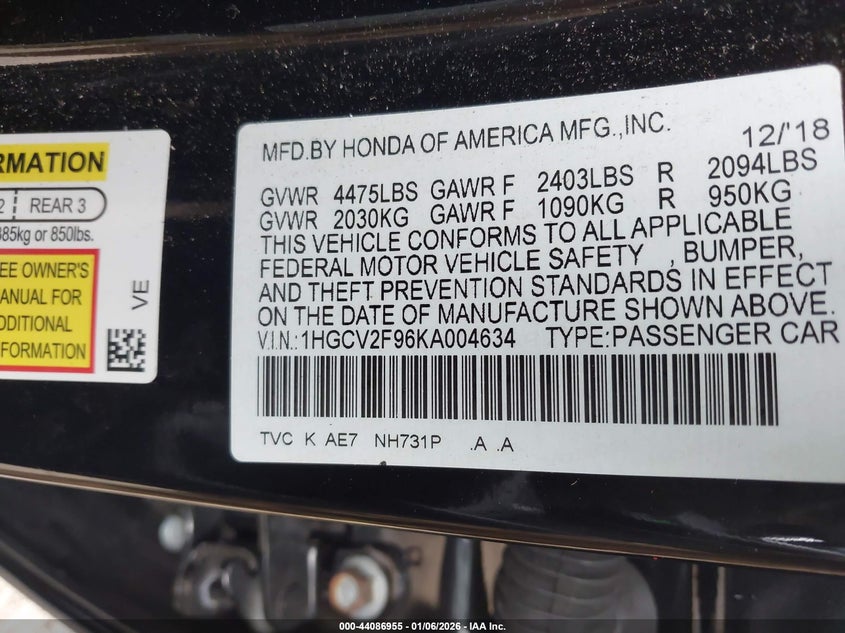 RMATION
2 | REAR 3
385kg or 850lbs.
EE OWNER'S
ANUAL FOR
DDITIONAL
FORMATION
VE
MFD.BY HONDA OF AMERICA MFG.,INC. 12/'18
GVWR 4475LBS GAWR F 2403LBS R 2094LBS
GVWR 2030KG GAWR F 1090KG R 950KG
THIS VEHICLE CONFORMS TO ALL APPLICABLE
FEDERAL MOTOR VEHICLE SAFETY , BUMPER,
AND THEFT PREVENTION STANDARDS IN EFFECT
ON THE DATE OF MANUFACTURE SHOWN ABOVE.
V.I.N.:1HGCV2F96KA004634 TYPE:PASSENGER CAR
TVC K AE7 NH731P .A .A
000-44086955 - 01/06/2026 - IAA Inc.